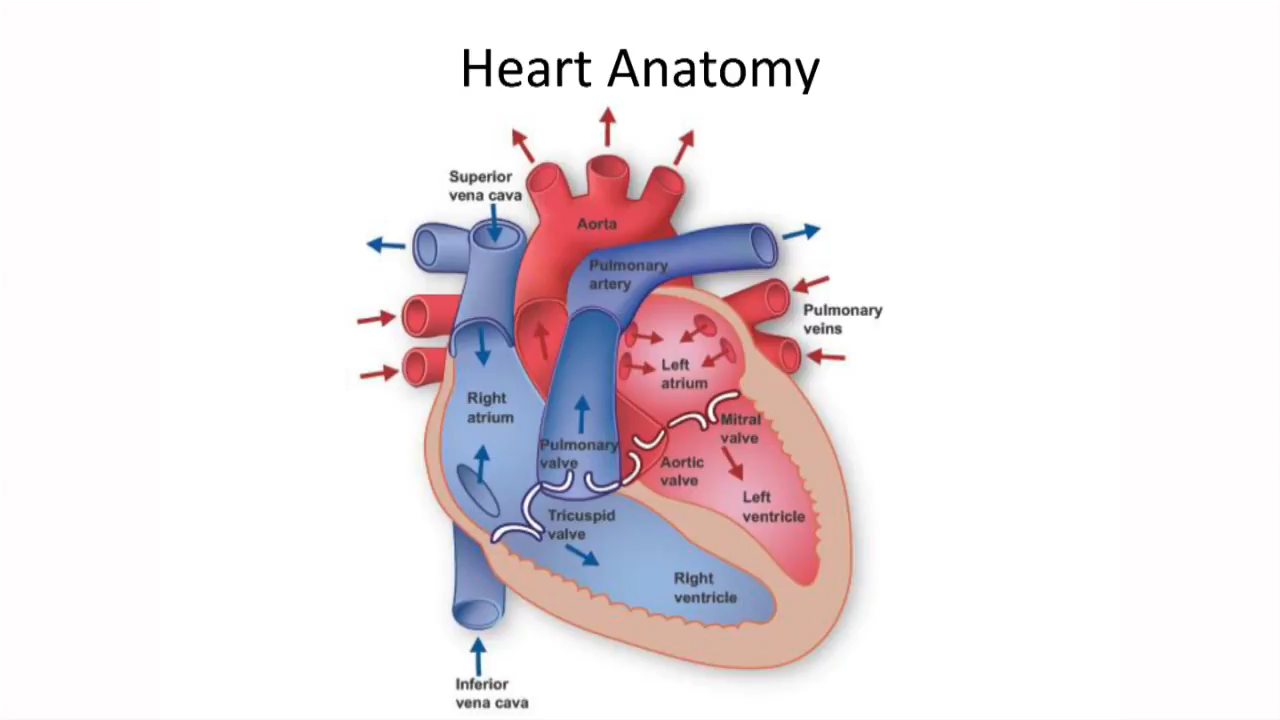 Heart Anatomy
Superior
vena cava
Aorta
Pulmonary
artery
Pulmonary
veins
Left
atrium
Right
atrium
Mitral
valve
Pulmonary
valve
Aortic
valve
Left
ventricle
Tricuspid
valve
Right
ventricle
Inferior
vena cava